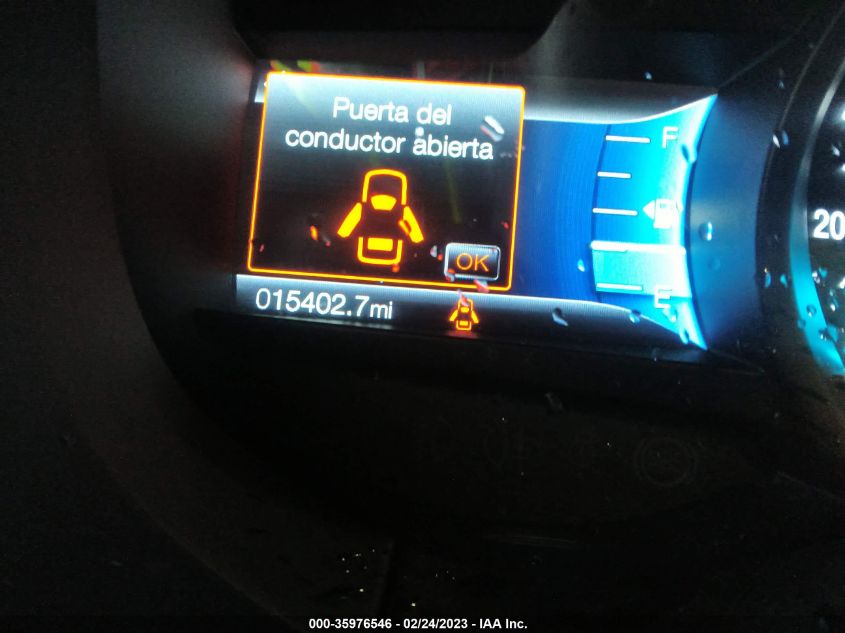 Puerta del
conductor abierta
OK
015402.7mi
F
E
20
000-35976546 - 02/24/2023 - IAA Inc.